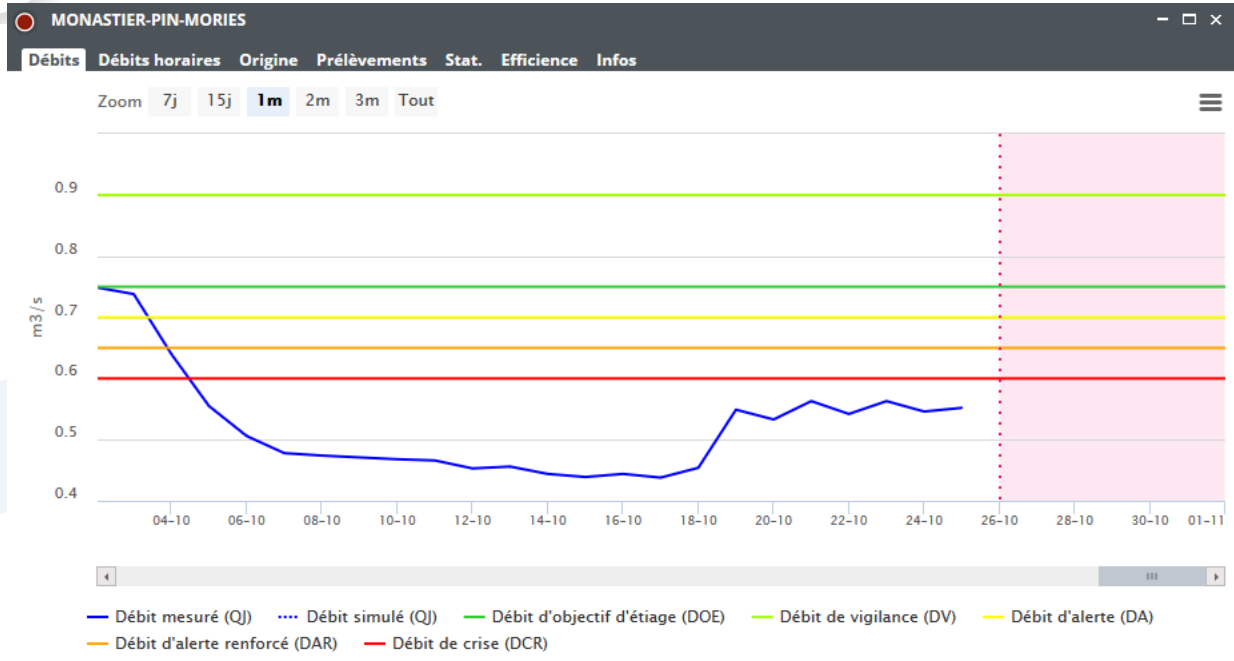 MONASTIER-PIN-MORIES
Débits Débits horaires Origine Prélèvements Stat. Efficience Infos
Zoom 7j 15j 1m 2m 3m Tout
0.9
0.8
0.7
0.6
0.5
0.4
m3/s
04-10 06-10 08-10 10-10 12-10 14-10 16-10 18-10 20-10 22-10 24-10 26-10 28-10 30-10 01-11
Débit mesuré (QJ) Débit simulé (QJ) Débit d'objectif d'étiage (DOE) Débit de vigilance (DV) Débit d'alerte (DA)
Débit d'alerte renforcé (DAR) Débit de crise (DCR)